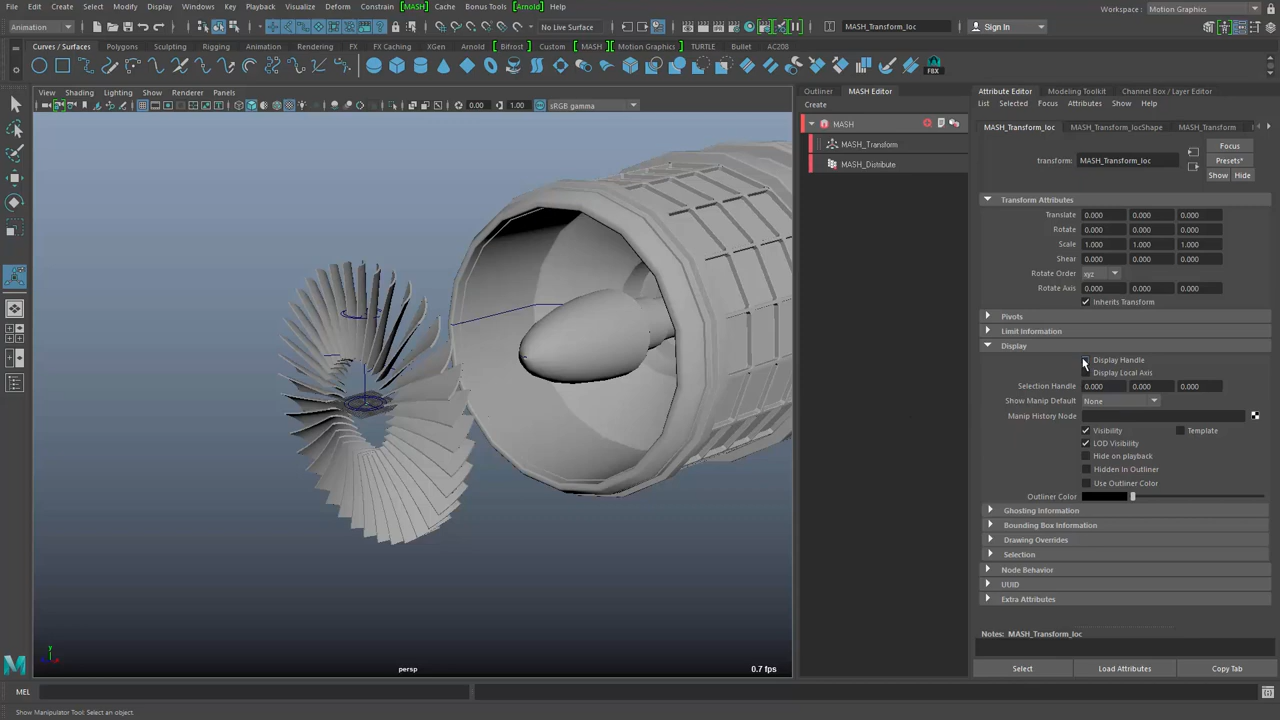 File Edit Create Select Modify Display Windows Key Playback Visualize Deform Constrain [MASH] Cache Bonus Tools [Arnold] Help
Workspace : Motion Graphics
Animation No Live Surface MASH_Transform_loc Sign In
Curves / Surfaces Polygons Sculpting Rigging Animation Rendering FX FX Caching XGen Arnold Bifrost Custom MASH Motion Graphics TURTLE Bullet AC208
FBX
View Shading Lighting Show Renderer Panels
0.00 1.00 sRGB gamma
persp
0.7 fps
y
Outliner MASH Editor
Create
MASH
MASH_Transform
MASH_Distribute
Attribute Editor Modeling Toolkit Channel Box / Layer Editor
List Selected Focus Attributes Show Help
MASH_Transform_loc MASH_Transform_locShape MASH_Transform
transform: MASH_Transform_loc
Focus
Presets*
Show Hide
Transform Attributes
Translate 0.000 0.000 0.000
Rotate 0.000 0.000 0.000
Scale 1.000 1.000 1.000
Shear 0.000 0.000 0.000
Rotate Order xyz
Rotate Axis 0.000 0.000 0.000
Inherits Transform
Pivots
Limit Information
Display
Display Handle
Display Local Axis
Selection Handle 0.000 0.000 0.000
Show Manip Default None
Manip History Node
Visibility Template
LOD Visibility
Hide on playback
Hidden In Outliner
Use Outliner Color
Outliner Color
Ghosting Information
Bounding Box Information
Drawing Overrides
Selection
Node Behavior
UUID
Extra Attributes
Notes: MASH_Transform_loc
Select Load Attributes Copy Tab
MEL
Show Manipulator Tool: Select an object.